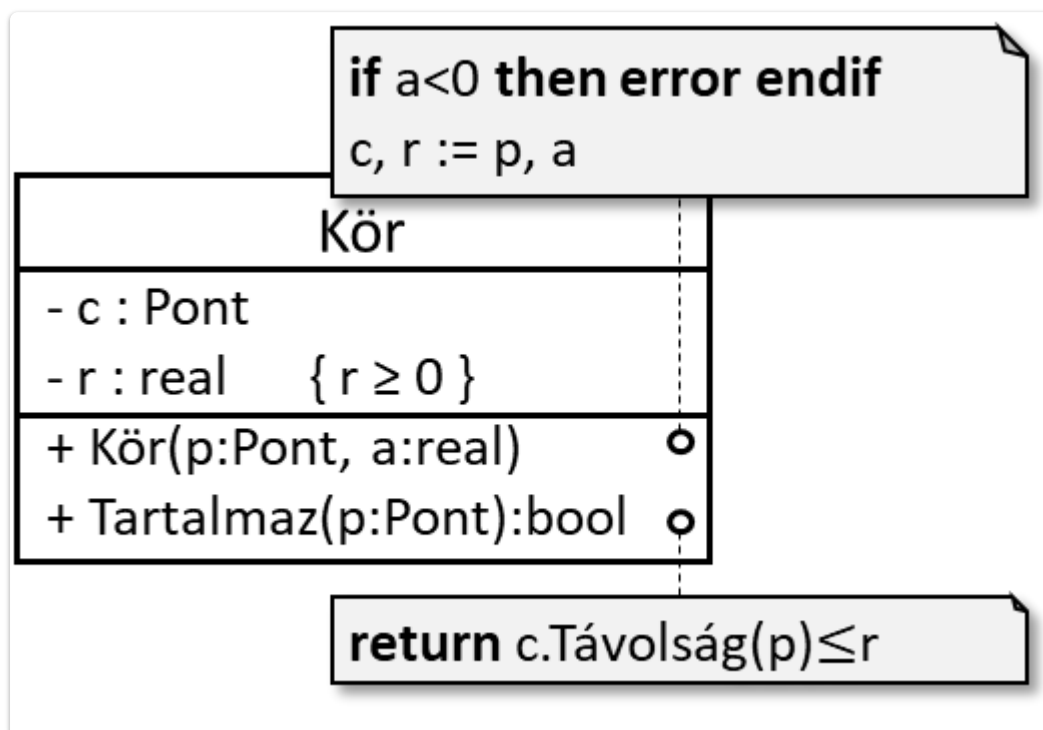 if a<0 then error endif
c, r := p, a
Kör
- c : Pont
- r : real { r ≥ 0 }
+ Kör(p:Pont, a:real)
+ Tartalmaz(p:Pont):bool
return c.Távolság(p)≤r